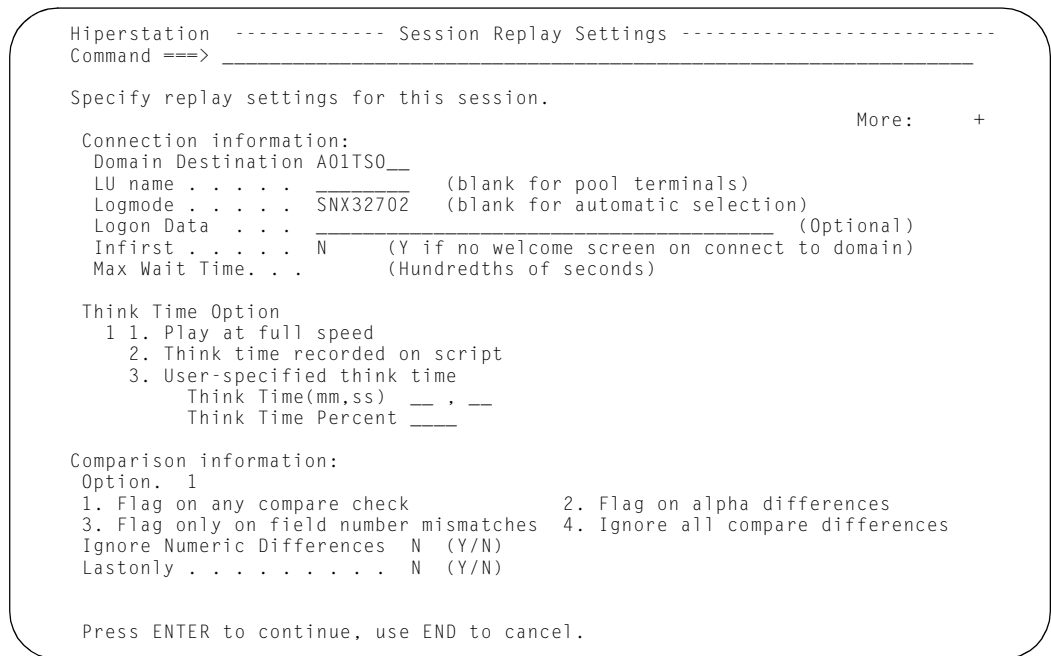 Hiperstation ------------- Session Replay Settings ---------------------------
Command ===> ________________________________________________________________
Specify replay settings for this session.
More: +
Connection information:
Domain Destination A01TSO__
LU name . . . . . ________ (blank for pool terminals)
Logmode . . . . . SNX32702 (blank for automatic selection)
Logon Data . . . _______________________________________ (Optional)
Infirst . . . . . N (Y if no welcome screen on connect to domain)
Max Wait Time. . . (Hundredths of seconds)
Think Time Option
1 1. Play at full speed
2. Think time recorded on script
3. User-specified think time
Think Time(mm,ss) __ , __
Think Time Percent ____
Comparison information:
Option. 1
1. Flag on any compare check 2. Flag on alpha differences
3. Flag only on field number mismatches 4. Ignore all compare differences
Ignore Numeric Differences N (Y/N)
Lastonly . . . . . . . . . N (Y/N)
Press ENTER to continue, use END to cancel.